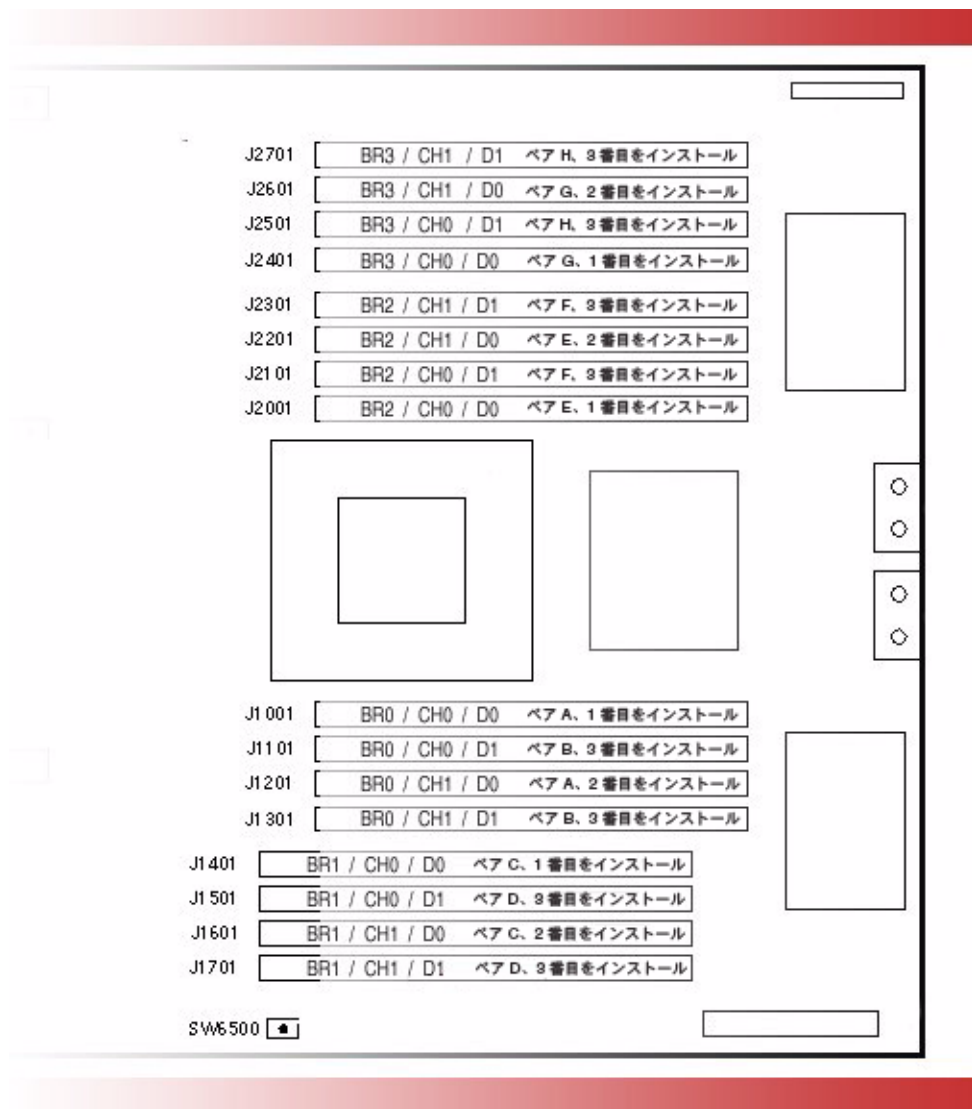 J2701 BR3 / CH1 / D1 ペア H、3番目をインストール
J2601 BR3 / CH1 / D0 ペア G、2番目をインストール
J2501 BR3 / CH0 / D1 ペア H、3番目をインストール
J2401 BR3 / CH0 / D0 ペア G、1番目をインストール
J2301 BR2 / CH1 / D1 ペア F、3番目をインストール
J2201 BR2 / CH1 / D0 ペア E、2番目をインストール
J2101 BR2 / CH0 / D1 ペア F、3番目をインストール
J2001 BR2 / CH0 / D0 ペア E、1番目をインストール
J1001 BR0 / CH0 / D0 ペア A、1番目をインストール
J1101 BR0 / CH0 / D1 ペア B、3番目をインストール
J1201 BR0 / CH1 / D0 ペア A、2番目をインストール
J1301 BR0 / CH1 / D1 ペア B、3番目をインストール
J1401 BR1 / CH0 / D0 ペア C、1番目をインストール
J1501 BR1 / CH0 / D1 ペア D、3番目をインストール
J1601 BR1 / CH1 / D0 ペア C、2番目をインストール
J1701 BR1 / CH1 / D1 ペア D、3番目をインストール
SW6500